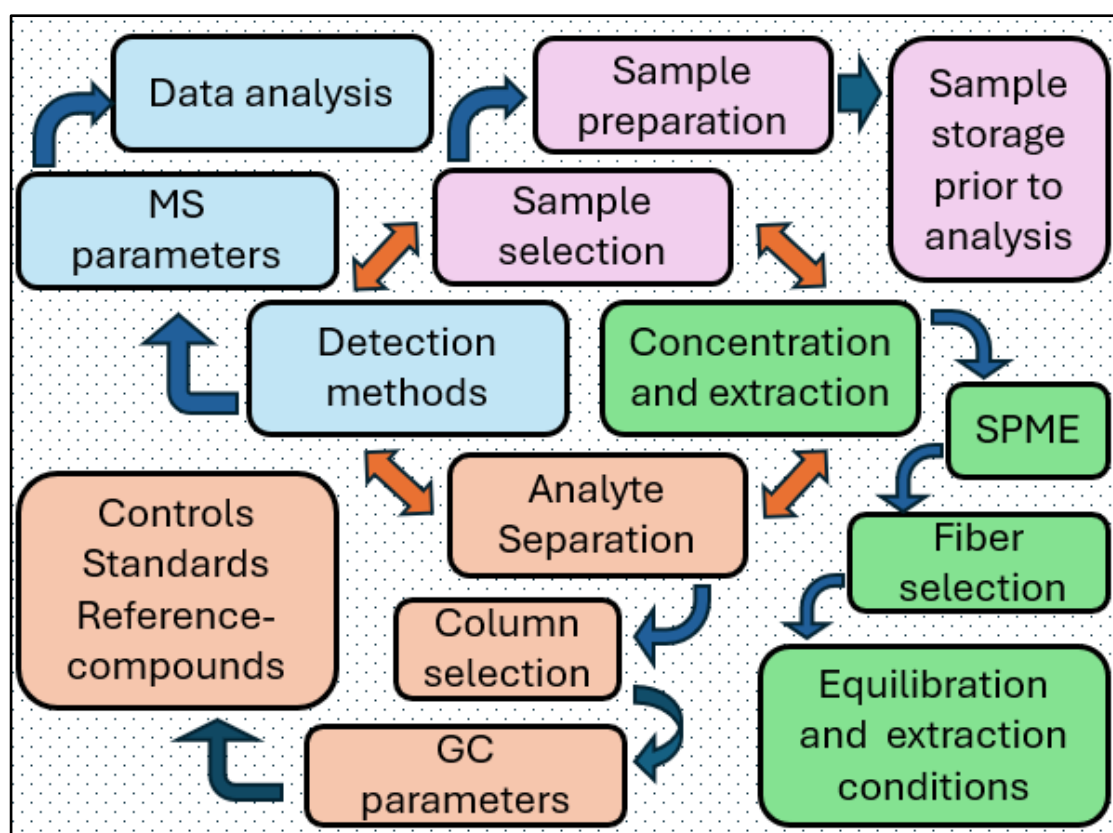 Data analysis
Sample
preparation
Sample
storage
prior to
analysis
MS
parameters
Sample
selection
Detection
methods
Concentration
and extraction
SPME
Analyte
Separation
Fiber
selection
Controls
Standards
Reference-
compounds
Column
selection
Equilibration
and extraction
conditions
GC
parameters